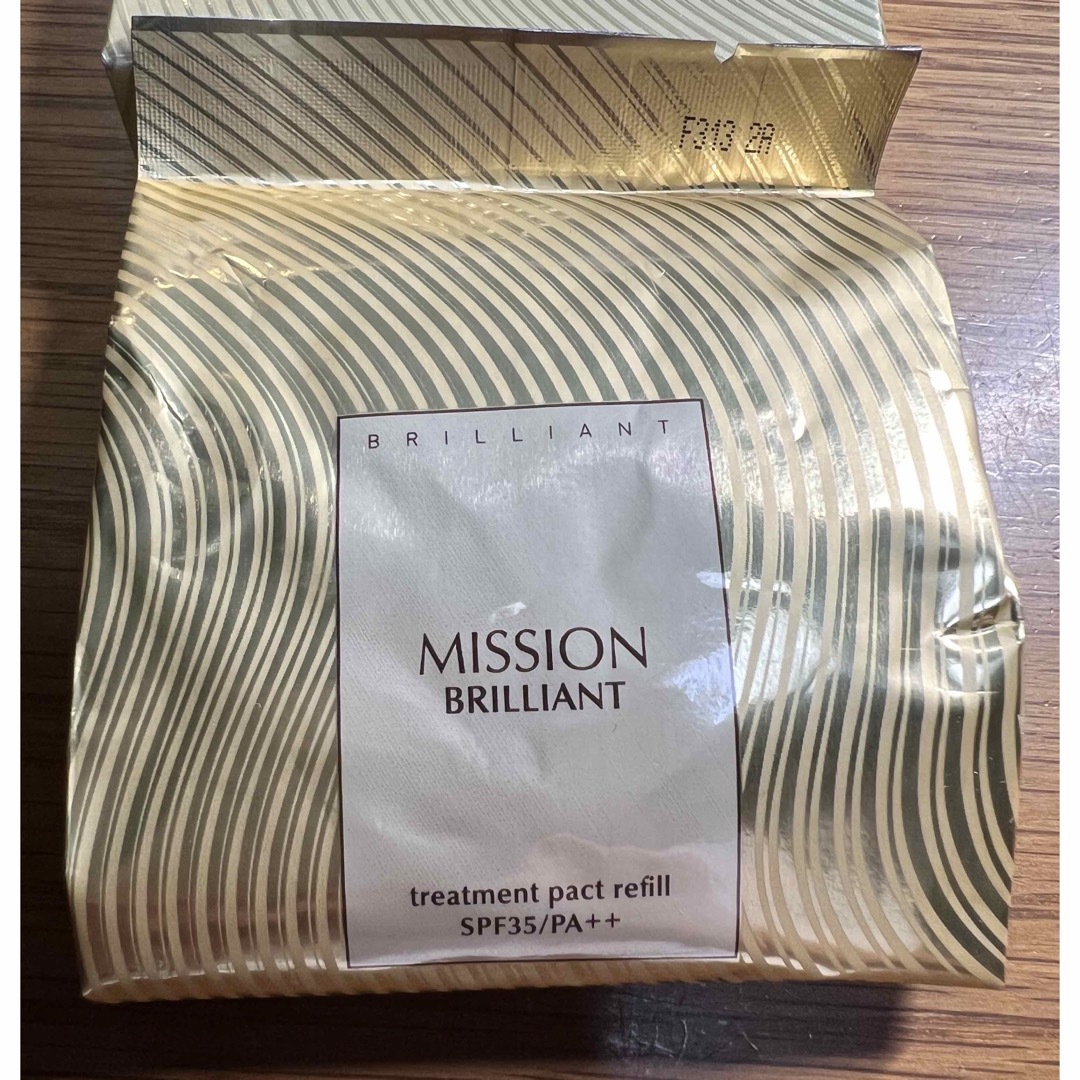 F313 2A
BRILLIANT
MISSION
BRILLIANT
treatment pact refill
SPF35/PA++